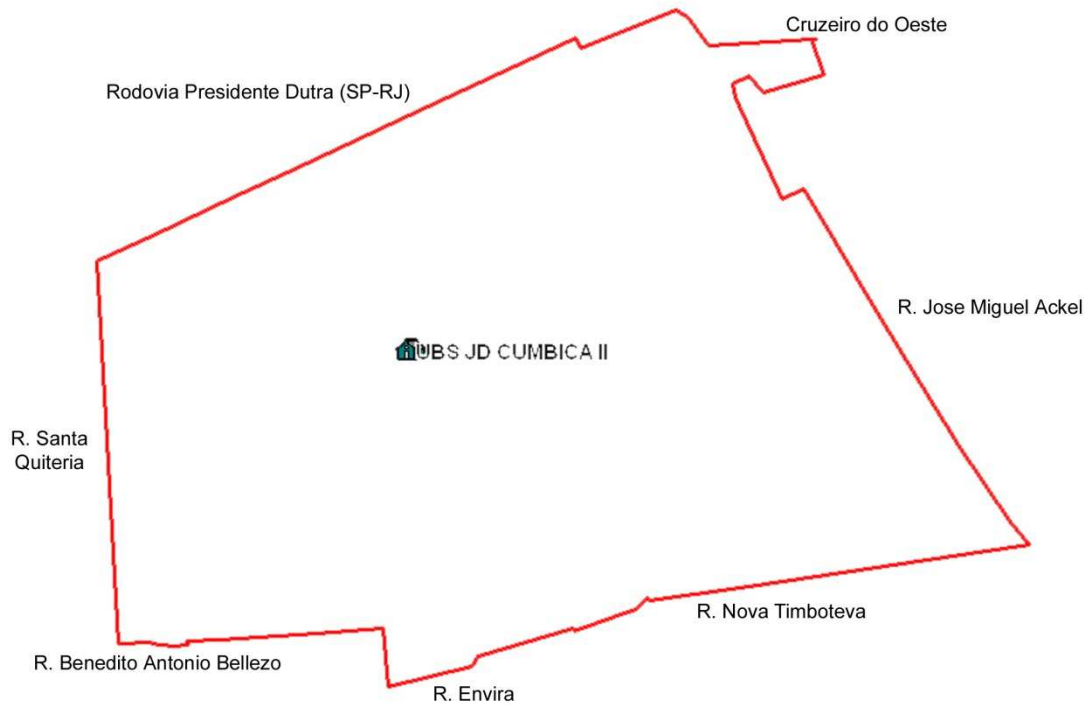 Cruzeiro do Oeste
Rodovia Presidente Dutra (SP-RJ)
R. Jose Miguel Ackel
UBS JD CUMBICA II
R. Santa
Quiteria
R. Nova Timboteva
R. Benedito Antonio Bellezo
R. Envira